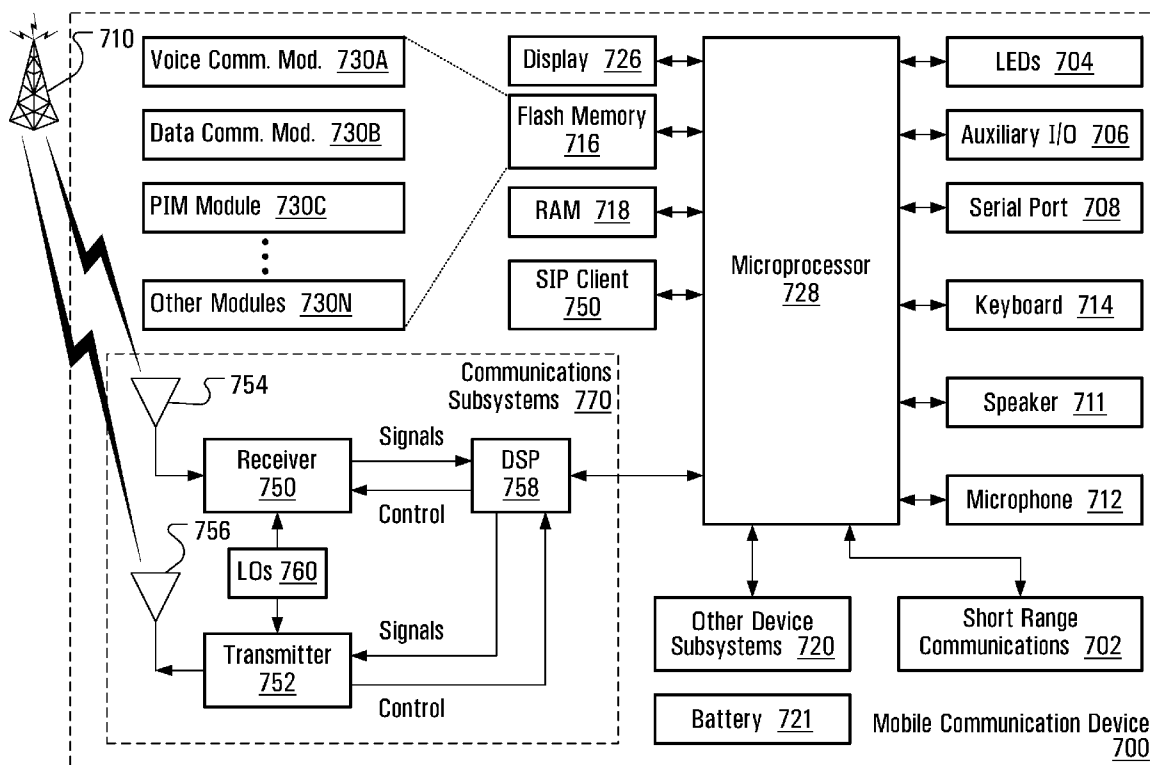 710
Voice Comm. Mod. 730A
Data Comm. Mod. 730B
PIM Module 730C
Other Modules 730N
Display 726
Flash Memory
716
RAM 718
SIP Client
750
Microprocessor
728
LEDs 704
Auxiliary I/O 706
Serial Port 708
Keyboard 714
Speaker 711
Microphone 712
Communications
Subsystems 770
754
Receiver
750
Signals
Control
DSP
758
756
LOs 760
Transmitter
752
Signals
Control
Other Device
Subsystems 720
Short Range
Communications 702
Battery 721
Mobile Communication Device
700